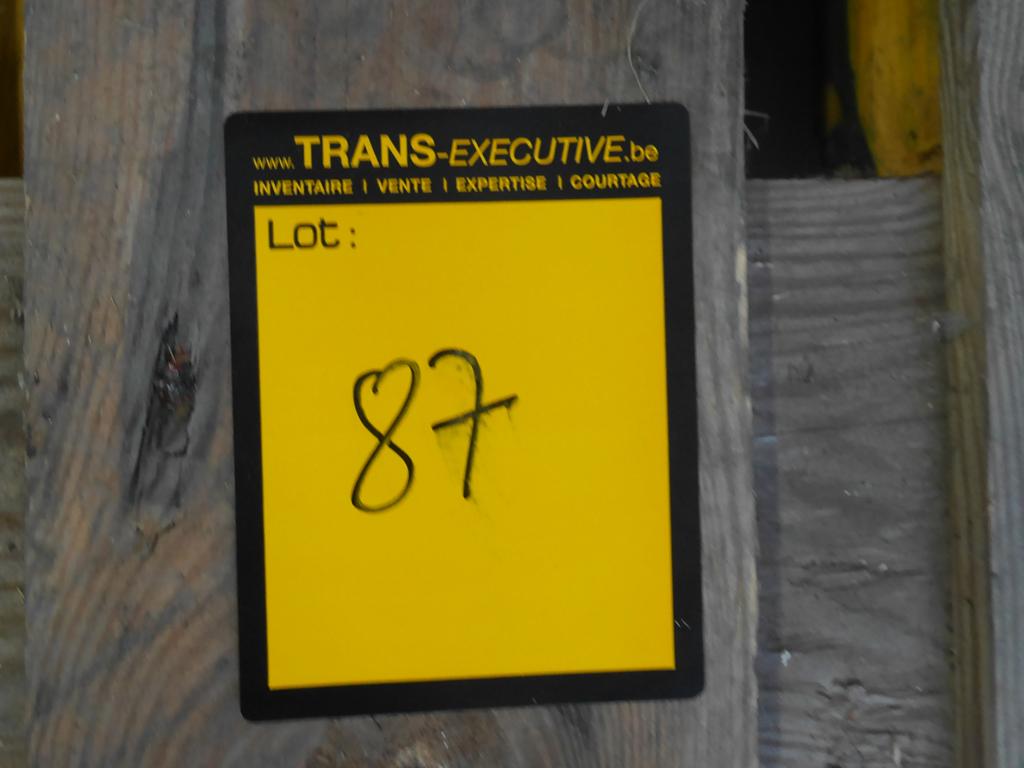 www.TRANS-EXECUTIVE.be
INVENTAIRE | VENTE | EXPERTISE | COURTAGE
Lot:
87